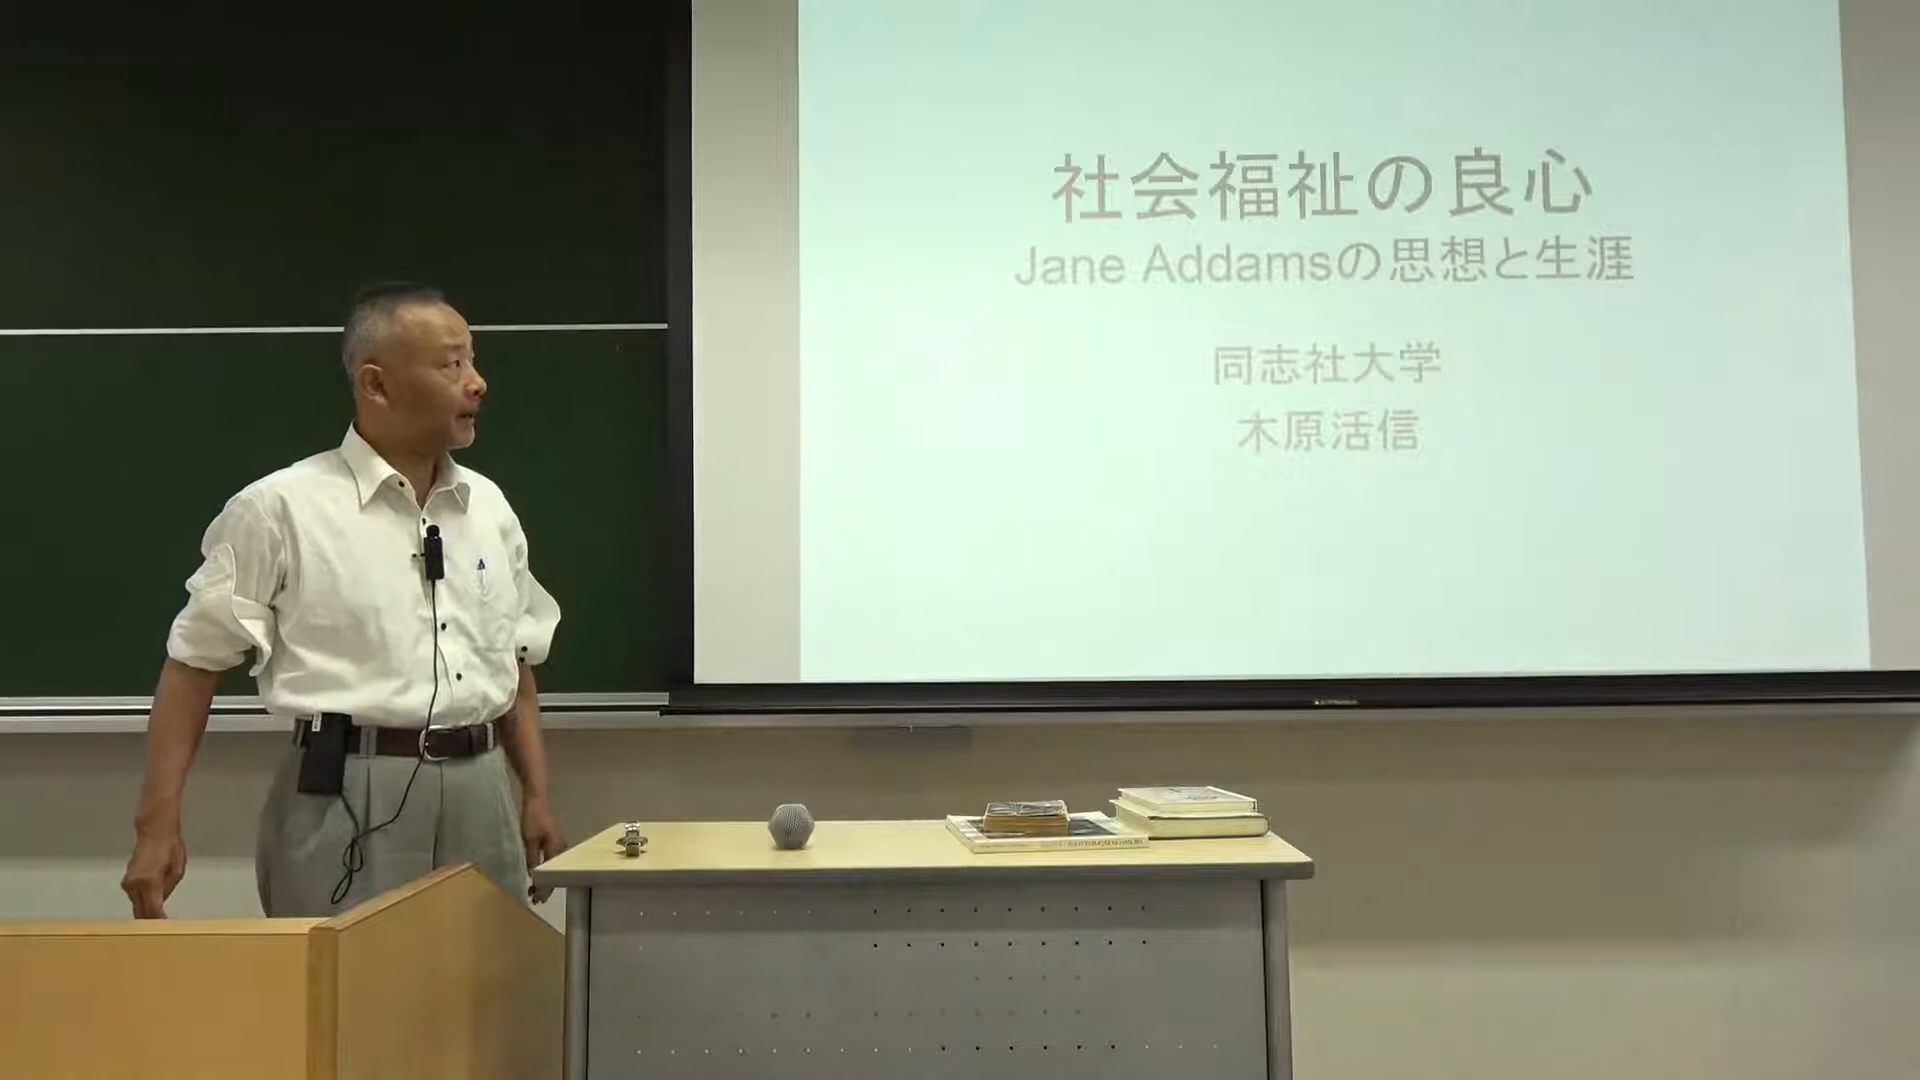 社会福祉の良心
Jane Addamsの思想と生涯
同志社大学
木原活信